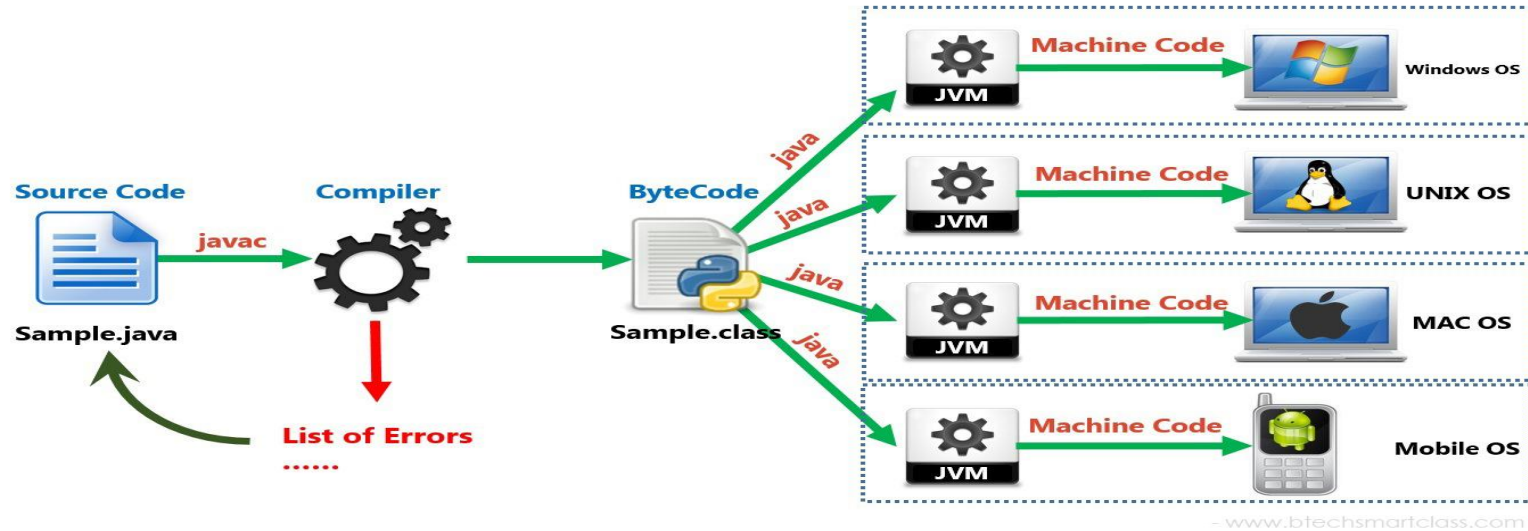 Source Code
javac
Sample.java
Compiler
List of Errors
......
ByteCode
Sample.class
java
java
java
java
JVM
Machine Code
Windows OS
JVM
Machine Code
UNIX OS
JVM
Machine Code
MAC OS
JVM
Machine Code
Mobile OS
- www.btechsmartclass.com